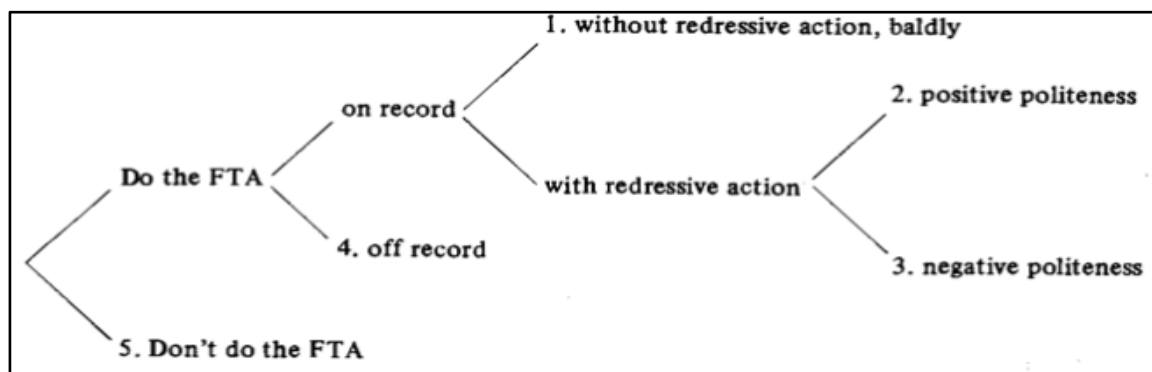 1. without redressive action, baldly
2. positive politeness
on record
Do the FTA
with redressive action
4. off record
3. negative politeness
5. Don't do the FTA